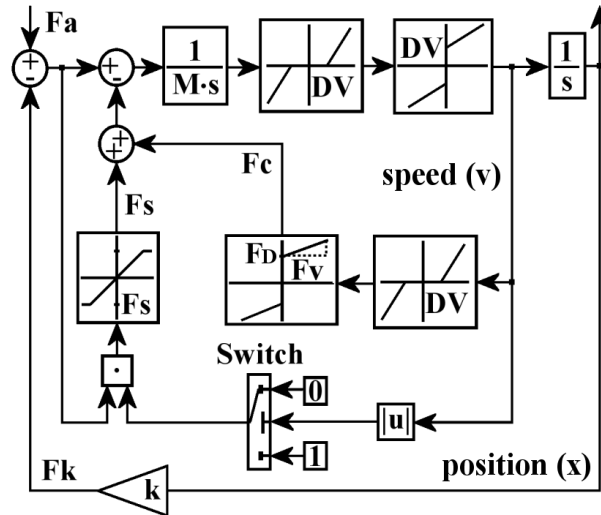 Fa
+
-
+
-
1
M·s
DV
DV
1
s
+
+
Fc
speed (v)
Fs
FD
Fv
Fs
DV
Switch
·
0
|u|
1
Fk
k
position (x)